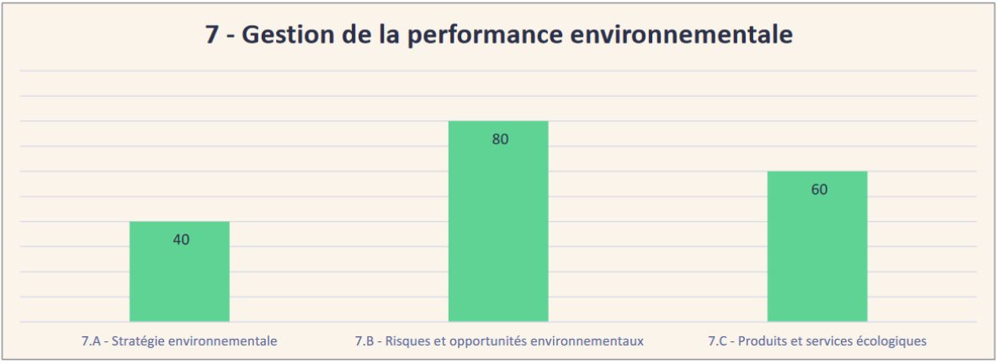 7 - Gestion de la performance environnementale
80
60
40
7.A - Stratégie environnementale
7.B - Risques et opportunités environnementaux
7.C - Produits et services écologiques